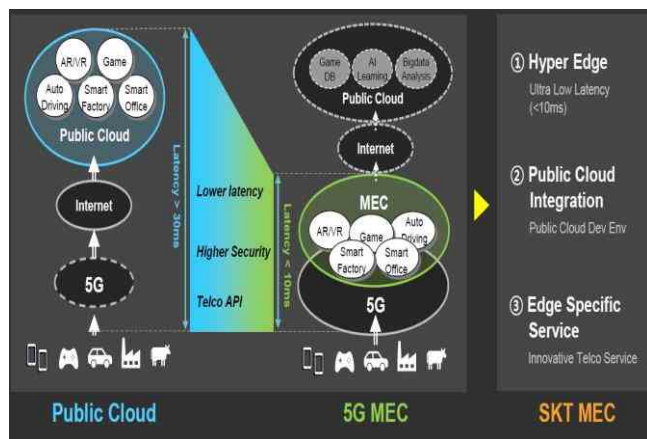 AR/VR
Game
Auto
Driving
Smart
Factory
Smart
Office
Public Cloud
Internet
5G
Latency > 30ms
Lower latency
Higher Security
Telco API
Latency < 10ms
Game
DB
AI
Learning
Bigdata
Analysis
Public Cloud
Internet
MEC
AR/VR
Game
Auto
Driving
Smart
Factory
Smart
Office
5G
① Hyper Edge
Ultra Low Latency
(<10ms)
② Public Cloud
Integration
Public Cloud Dev Env
③ Edge Specific
Service
Innovative Telco Service
Public Cloud
5G MEC
SKT MEC